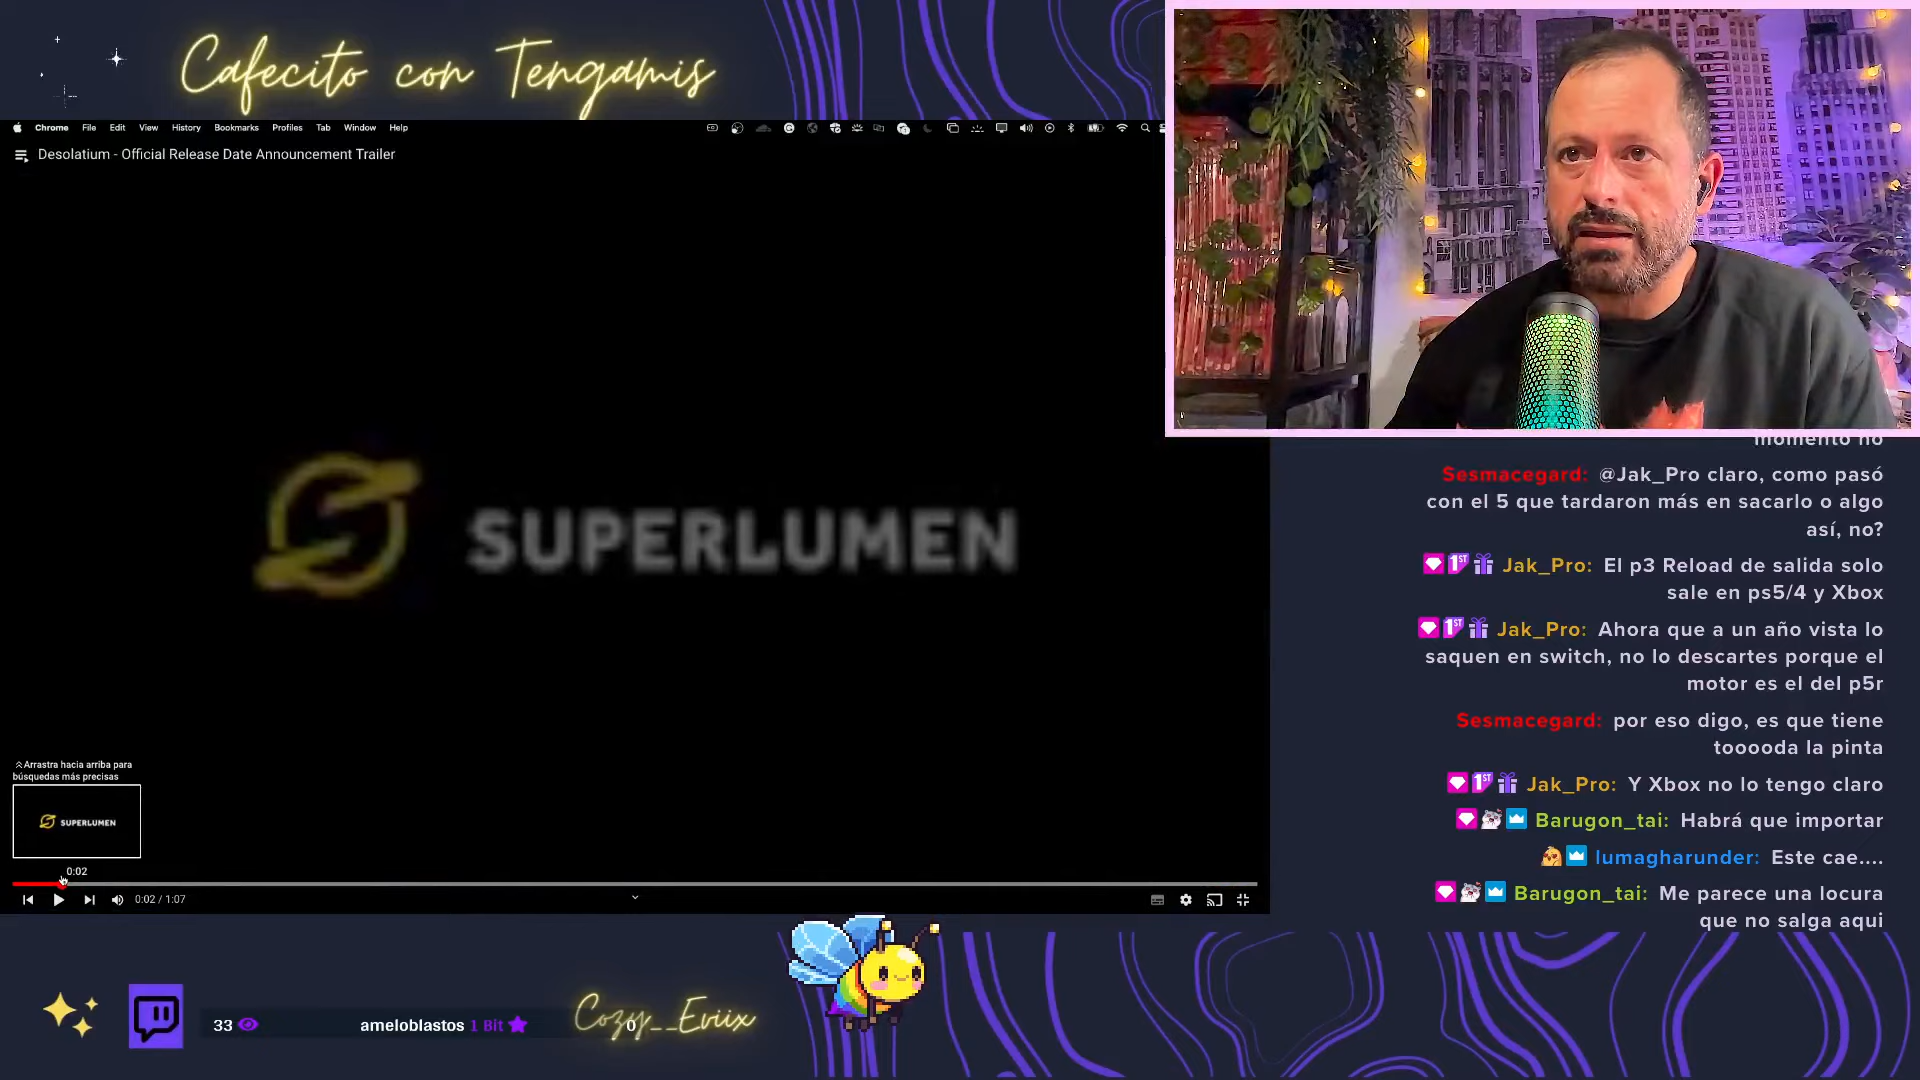 Cafecito con Tengamis
Chrome File Edit View History Bookmarks Profiles Tab Window Help
Desolatium - Official Release Date Announcement Trailer
SUPERLUMEN
Arrastra hacia arriba para
búsquedas más precisas
SUPERLUMEN
0:02
0:02 / 1:07
momento no
Sesmacegard: @Jak_Pro claro, como pasó
con el 5 que tardaron más en sacarlo o algo
así, no?
1ST Jak_Pro: El p3 Reload de salida solo
sale en ps5/4 y Xbox
1ST Jak_Pro: Ahora que a un año vista lo
saquen en switch, no lo descartes porque el
motor es el del p5r
Sesmacegard: por eso digo, es que tiene
tooooda la pinta
1ST Jak_Pro: Y Xbox no lo tengo claro
Barugon_tai: Habrá que importar
lumagharunder: Este cae....
Barugon_tai: Me parece una locura
que no salga aqui
33
ameloblastos 1 Bit
Cozy__Eviix
0